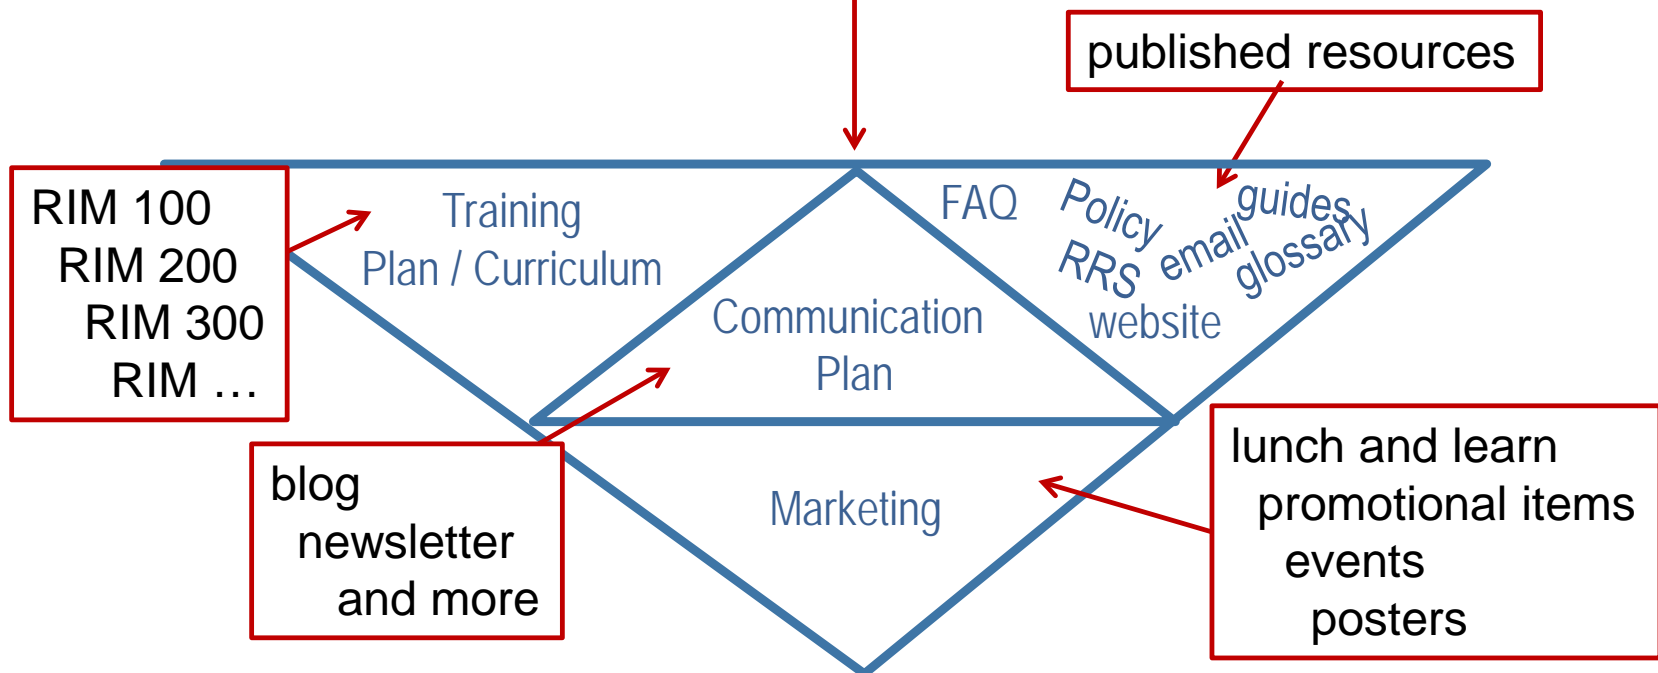 published resources
RIM 100
RIM 200
RIM 300
RIM …
Training
Plan / Curriculum
FAQ
Policy
guides
RRS
email
glossary
website
Communication
Plan
blog
newsletter
and more
Marketing
lunch and learn
promotional items
events
posters